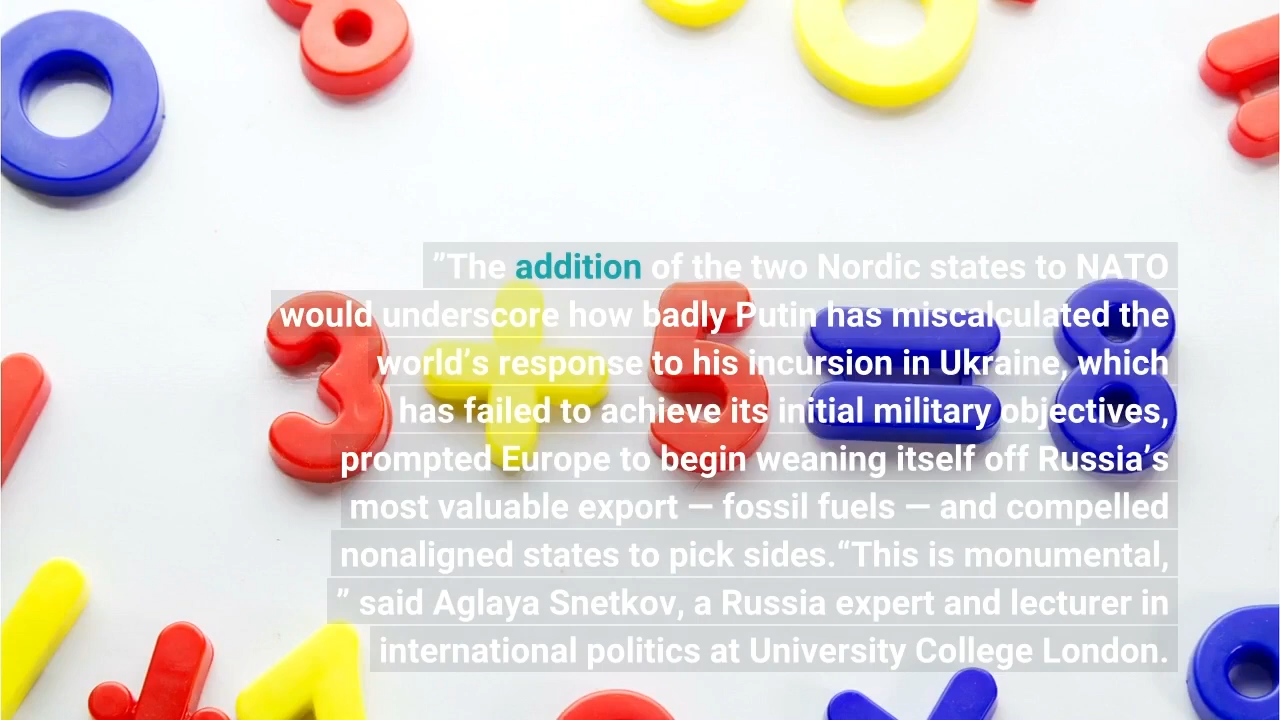 ”The addition of the two Nordic states to NATO
would underscore how badly Putin has miscalculated the
world’s response to his incursion in Ukraine, which
has failed to achieve its initial military objectives,
prompted Europe to begin weaning itself off Russia’s
most valuable export — fossil fuels — and compelled
nonaligned states to pick sides.“This is monumental,
” said Aglaya Snetkov, a Russia expert and lecturer in
international politics at University College London.
3 + 5 = 8